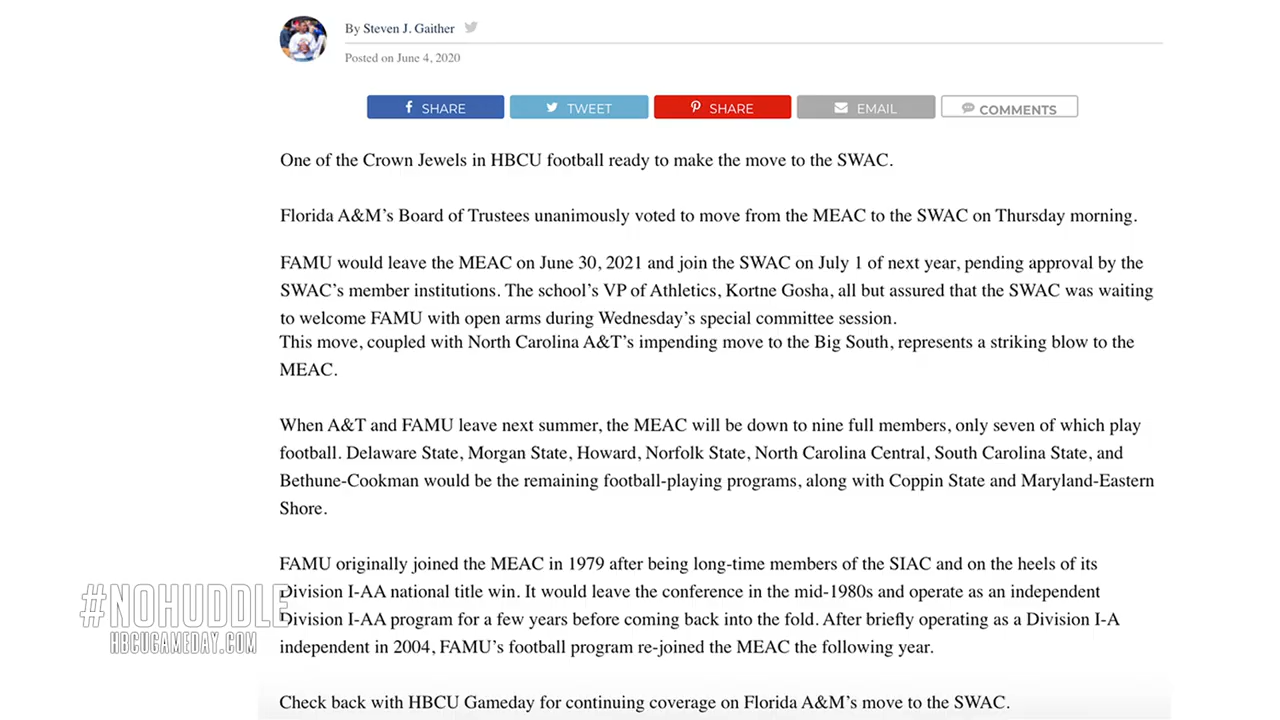 By Steven J. Gaither
Posted on June 4, 2020
SHARE
TWEET
SHARE
EMAIL
COMMENTS
One of the Crown Jewels in HBCU football ready to make the move to the SWAC.
Florida A&M’s Board of Trustees unanimously voted to move from the MEAC to the SWAC on Thursday morning.
FAMU would leave the MEAC on June 30, 2021 and join the SWAC on July 1 of next year, pending approval by the
SWAC’s member institutions. The school’s VP of Athletics, Kortne Gosha, all but assured that the SWAC was waiting
to welcome FAMU with open arms during Wednesday’s special committee session.
This move, coupled with North Carolina A&T’s impending move to the Big South, represents a striking blow to the
MEAC.
When A&T and FAMU leave next summer, the MEAC will be down to nine full members, only seven of which play
football. Delaware State, Morgan State, Howard, Norfolk State, North Carolina Central, South Carolina State, and
Bethune-Cookman would be the remaining football-playing programs, along with Coppin State and Maryland-Eastern
Shore.
FAMU originally joined the MEAC in 1979 after being long-time members of the SIAC and on the heels of its
Division I-AA national title win. It would leave the conference in the mid-1980s and operate as an independent
Division I-AA program for a few years before coming back into the fold. After briefly operating as a Division I-A
independent in 2004, FAMU’s football program re-joined the MEAC the following year.
Check back with HBCU Gameday for continuing coverage on Florida A&M’s move to the SWAC.
#NOHUDDLE
HBCUGAMEDAY.COM